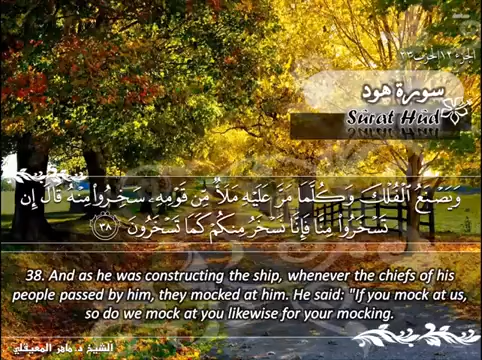 الجزء ١٢ الحزب ٢٣
سورة هود
Sûrat Hûd
وَيَصْنَعُ الْفُلْكَ وَكُلَّمَا مَرَّ عَلَيْهِ مَلَأٌ مِّن قَوْمِهِ سَخِرُوا مِنْهُ قَالَ إِن
تَسْخَرُوا مِنَّا فَإِنَّا نَسْخَرُ مِنكُمْ كَمَا تَسْخَرُونَ ٣٨
38. And as he was constructing the ship, whenever the chiefs of his
people passed by him, they mocked at him. He said: "If you mock at us,
so do we mock at you likewise for your mocking.
الشيخ د. ماهر المعيقلي